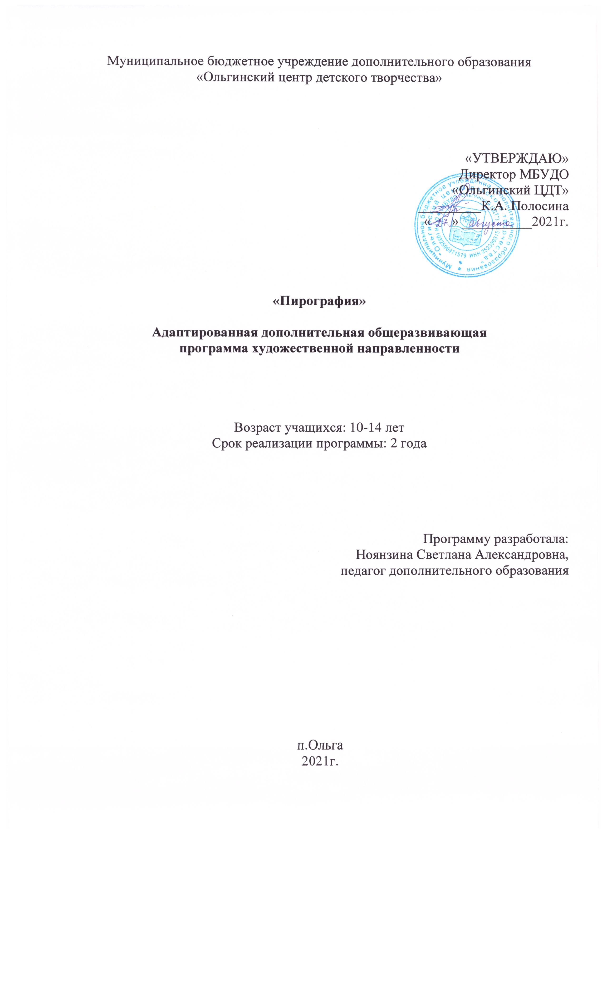 Муниципальное бюджетное учреждение дополнительного образования
«Ольгинский центр детского творчества»
«УТВЕРЖДАЮ»
Директор МБУДО
«Ольгинский ЦДТ»
_________К.А. Полосина
«27» августа 2021г.
Муниципальное бюджетное учреждение дополнительного образования
"Ольгинский центр детского творчества"
1032500971579 ИНН 252300315
«Пирография»
Адаптированная дополнительная общеразвивающая
программа художественной направленности
Возраст учащихся: 10-14 лет
Срок реализации программы: 2 года
Программу разработала:
Ноянзина Светлана Александровна,
педагог дополнительного образования
п.Ольга
2021г.